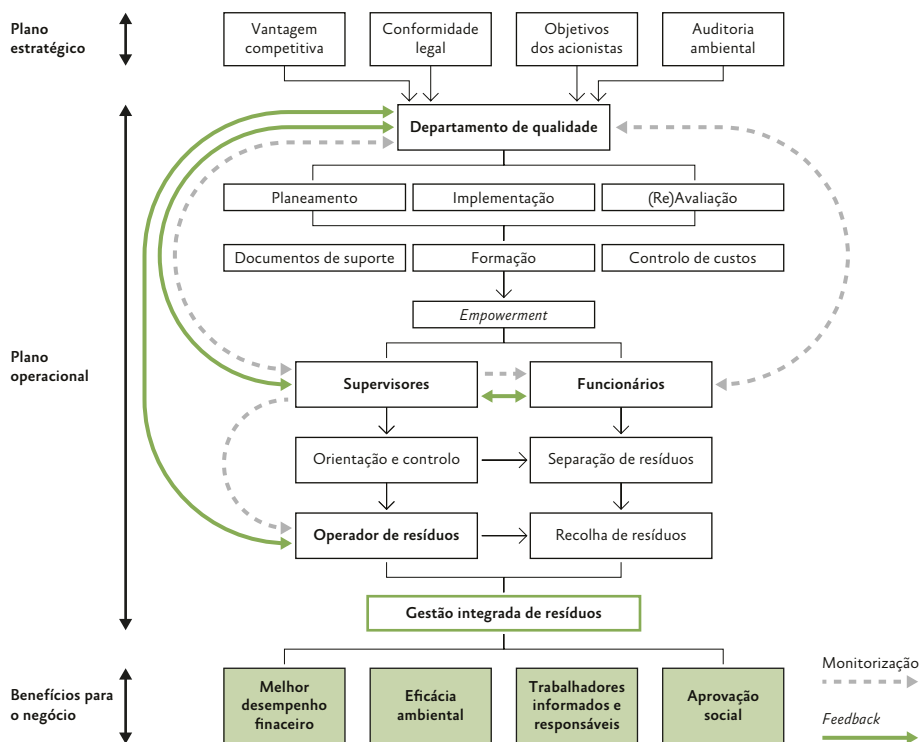 Plano
estratégico
Vantagem
competitiva
Conformidade
legal
Objetivos
dos acionistas
Auditoria
ambiental
Plano
operacional
Departamento de qualidade
Planeamento
Implementação
(Re)Avaliação
Documentos de suporte
Formação
Controlo de custos
Empowerment
Supervisores
Funcionários
Orientação e controlo
Separação de resíduos
Operador de resíduos
Recolha de resíduos
Gestão integrada de resíduos
Benefícios para
o negócio
Melhor
desempenho
finaceiro
Eficácia
ambiental
Trabalhadores
informados e
responsáveis
Aprovação
social
Monitorização
Feedback